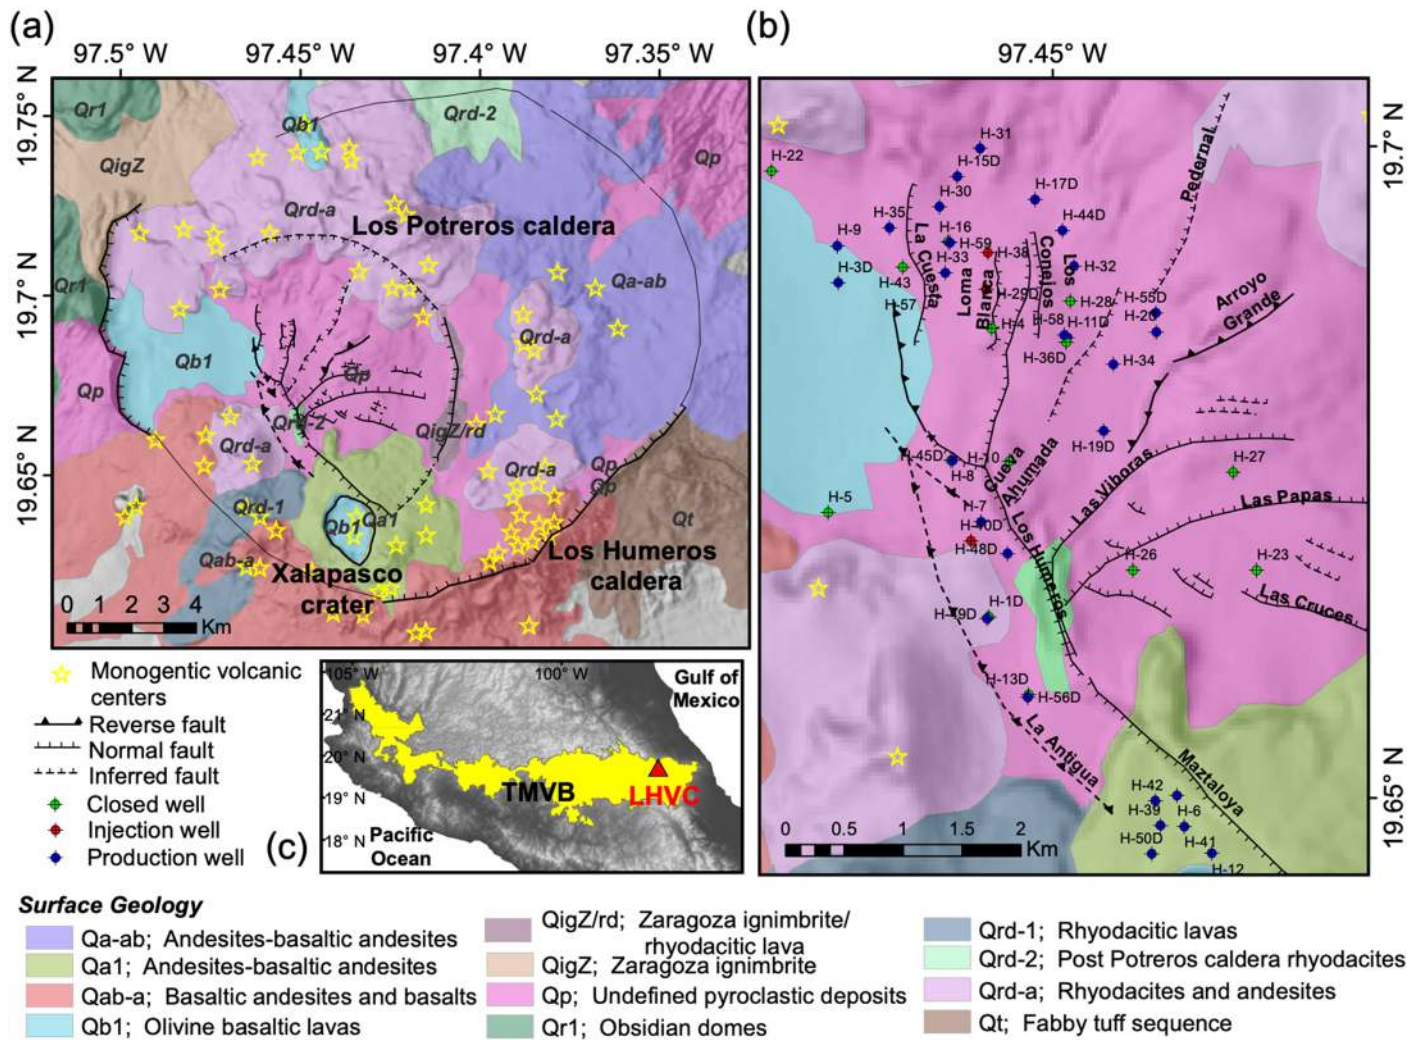 (a)
97.5° W
97.45° W
97.4° W
97.35° W
19.75° N
19.7° N
19.65° N
Qr1
Qb1
Qrd-2
QigZ
Qp
Qrd-a
Los Potreros caldera
Qr1
Qa-ab
Qrd-a
Qb1
Qp
Qp
Qrd-2
QigZ/rd
Qrd-a
Qrd-a
Qp
Qp
Qrd-1
Qb1
Qa1
Qt
Qab-a
Xalapasco
crater
Los Humeros
caldera
0 1 2 3 4
Km
(b)
97.45° W
19.7° N
19.65° N
H-31
H-22
H-15D
H-30
H-17D
Pedernal
H-35
H-16
H-44D
H-9
H-59
H-38
La Cuesta
H-33
Loma
Blanca
Los
Conejos
H-32
H-3D
H-43
H-29D
H-28
H-55D
Arroyo
Grande
H-57
H-4
H-58
H-11D
H-20
H-36D
H-34
H-19D
H-45D
H-10
H-8
Cueva
Ahumada
Las Viboras
H-27
H-5
H-7
Las Papas
H-40D
H-48D
Los Humeros
H-26
H-23
H-1D
H-49D
Las Cruces
H-13D
H-56D
La Antigua
Maztaloya
H-42
H-39
H-6
H-50D
H-41
H-12
0 0.5 1 1.5 2
Km
Monogentic volcanic
centers
Reverse fault
Normal fault
Inferred fault
Closed well
Injection well
Production well
(c)
105° W
100° W
Gulf of
Mexico
21° N
20° N
19° N
18° N
TMVB
LHVC
Pacific
Ocean
Surface Geology
Qa-ab; Andesites-basaltic andesites
Qa1; Andesites-basaltic andesites
Qab-a; Basaltic andesites and basalts
Qb1; Olivine basaltic lavas
QigZ/rd; Zaragoza ignimbrite/
rhyodacitic lava
QigZ; Zaragoza ignimbrite
Qp; Undefined pyroclastic deposits
Qr1; Obsidian domes
Qrd-1; Rhyodacitic lavas
Qrd-2; Post Potreros caldera rhyodacites
Qrd-a; Rhyodacites and andesites
Qt; Fabby tuff sequence